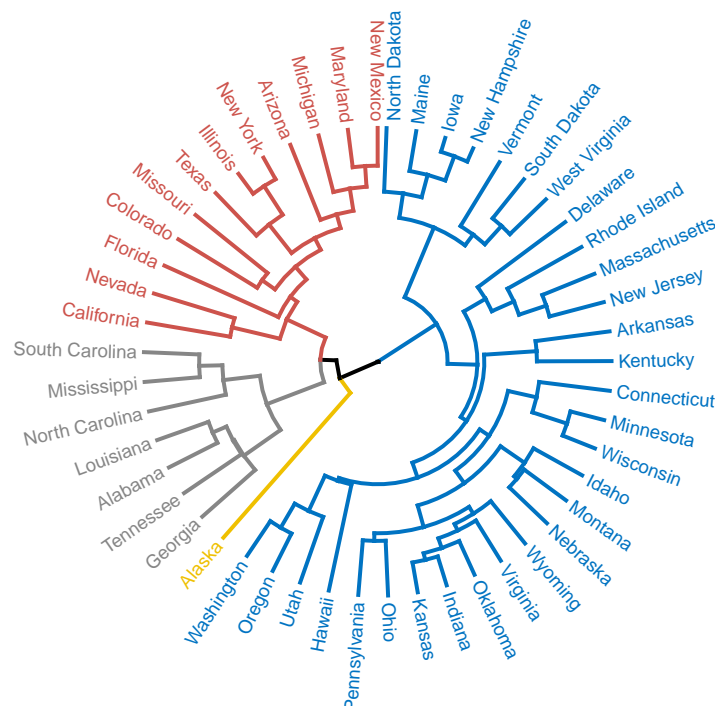 New Mexico
North Dakota
Maine
Iowa
New Hampshire
Vermont
South Dakota
West Virginia
Delaware
Rhode Island
Massachusetts
New Jersey
Arkansas
Kentucky
Connecticut
Minnesota
Wisconsin
Idaho
Montana
Nebraska
Wyoming
Virginia
Oklahoma
Indiana
Kansas
Ohio
Pennsylvania
Hawaii
Utah
Oregon
Washington
Alaska
Georgia
Tennessee
Alabama
Louisiana
North Carolina
Mississippi
South Carolina
California
Nevada
Florida
Colorado
Missouri
Texas
Illinois
New York
Arizona
Michigan
Maryland